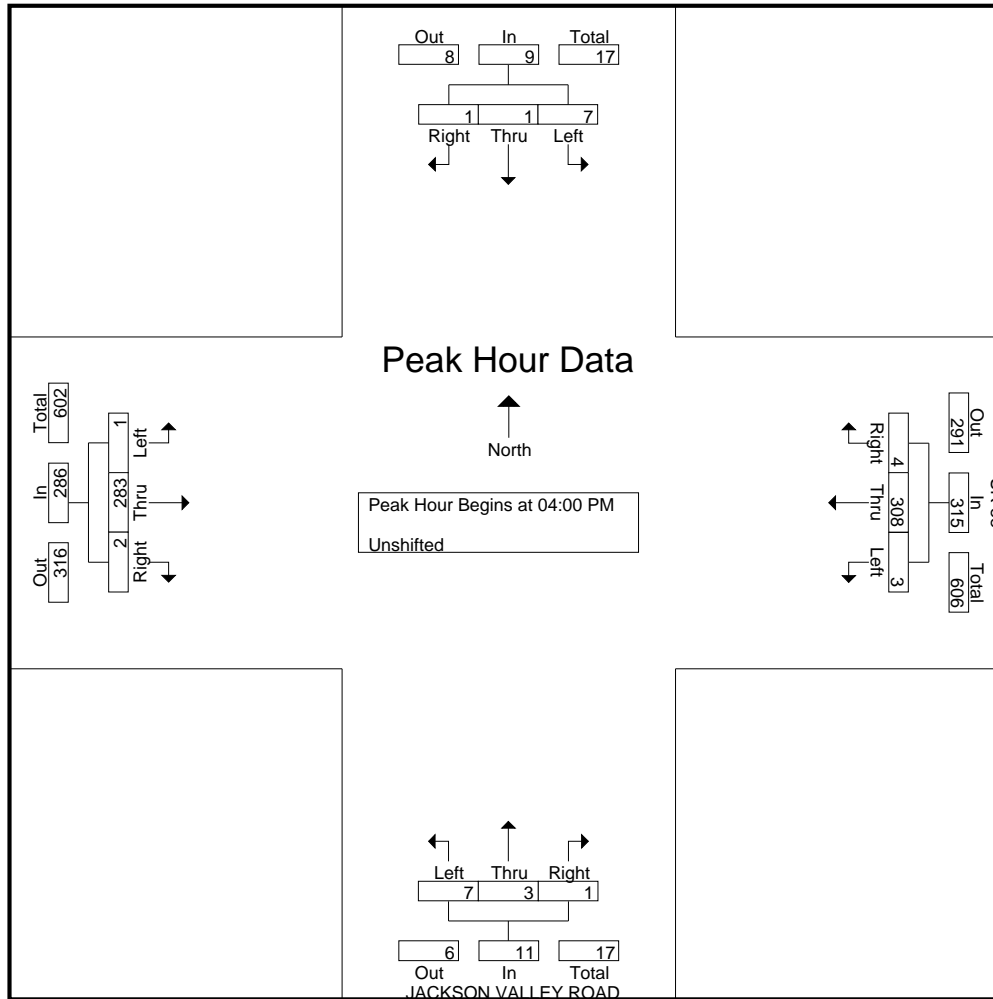 Out In Total
8 9 17
1 1 7
Right Thru Left
Peak Hour Data
North
Peak Hour Begins at 04:00 PM
Unshifted
Total In Out
602 286 316
1 283 2
Left Thru Right
Out In Total
291 315 606
4 308 3
Right Thru Left
Left Thru Right
7 3 1
6 11 17
Out In Total
JACKSON VALLEY ROAD